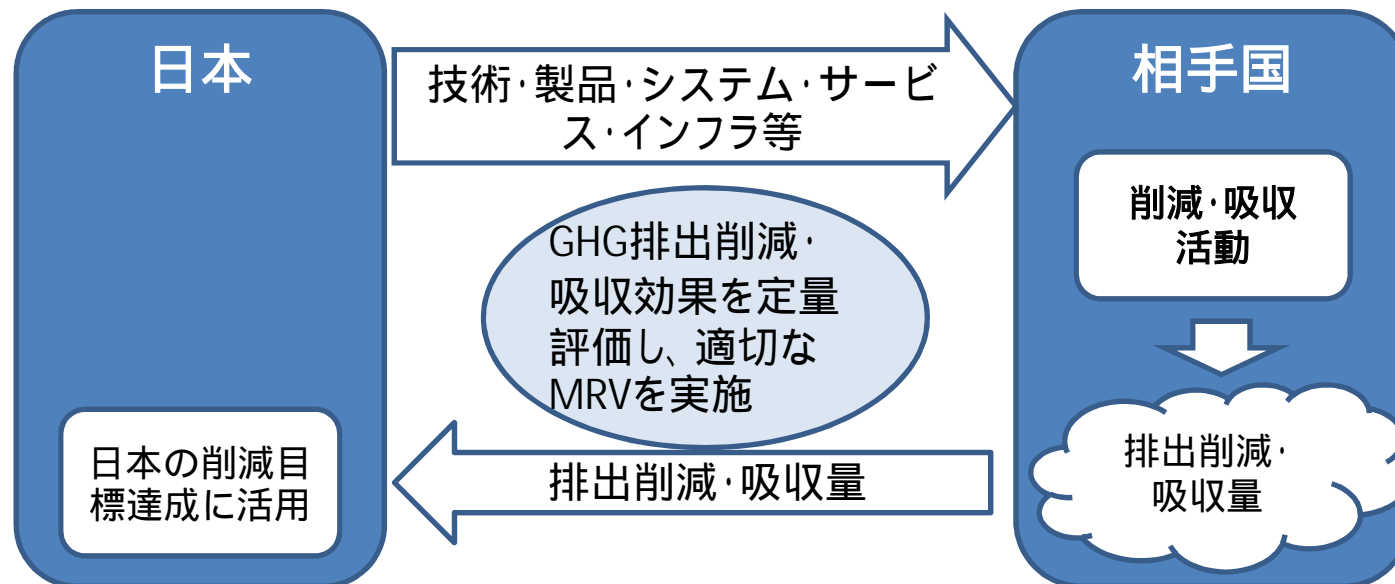 日本
技術・製品・システム・サービ
ス・インフラ等
相手国
削減・吸収
活動
GHG排出削減・
吸収効果を定量
評価し、適切な
MRVを実施
日本の削減目
標達成に活用
排出削減・吸収量
排出削減・
吸収量